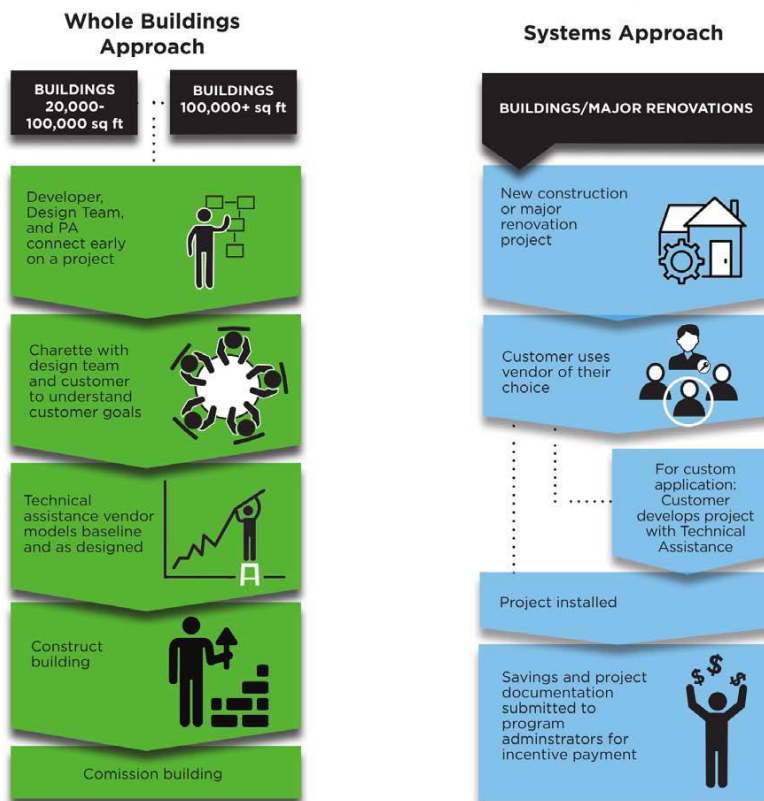 Whole Buildings
Approach
BUILDINGS
20,000-
100,000 sq ft
BUILDINGS
100,000+ sq ft
Developer,
Design Team,
and PA
connect early
on a project
Charette with
design team
and customer
to understand
customer goals
Technical
assistance vendor
models baseline
and as designed
Construct
building
Comission building
Systems Approach
BUILDINGS/MAJOR RENOVATIONS
New construction
or major
renovation
project
Customer uses
vendor of their
choice
For custom
application:
Customer
develops project
with Technical
Assistance
Project installed
Savings and project
documentation
submitted to
program
adminstrators for
incentive payment
$ $ $